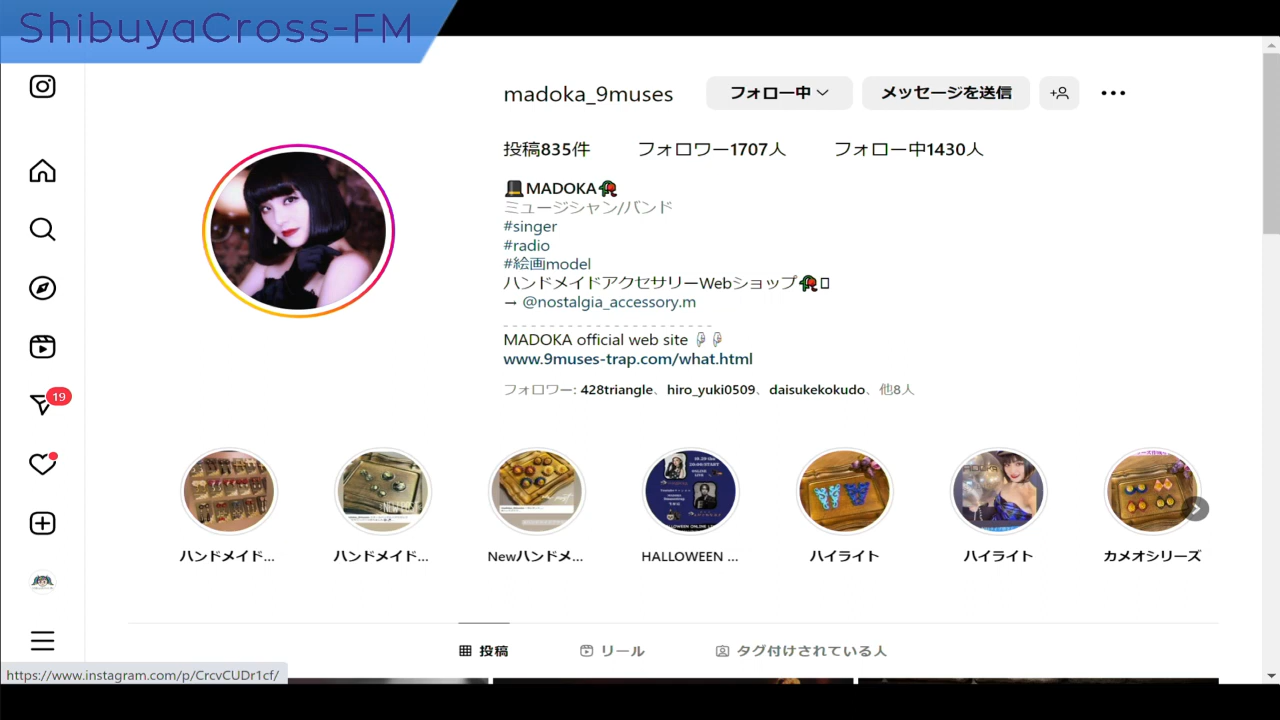 ShibuyaCross-FM
madoka_9muses
フォロー中
メッセージを送信
投稿835件
フォロワー1707人
フォロー中1430人
MADOKA
ミュージシャン/バンド
#singer
#radio
#絵画model
ハンドメイドアクセサリーWebショップ
→ @nostalgia_accessory.m
- - - - - - - - - - - - - - - - - - - - - - -
MADOKA official web site
www.9muses-trap.com/what.html
フォロワー: 428triangle、hiro_yuki0509、daisukekokudo、他8人
19
ハンドメイド...
ハンドメイド...
Newハンドメ...
HALLOWEEN ...
ハイライト
ハイライト
カメオシリーズ
投稿
リール
タグ付けされている人
https://www.instagram.com/p/CrcvCUDr1cf/